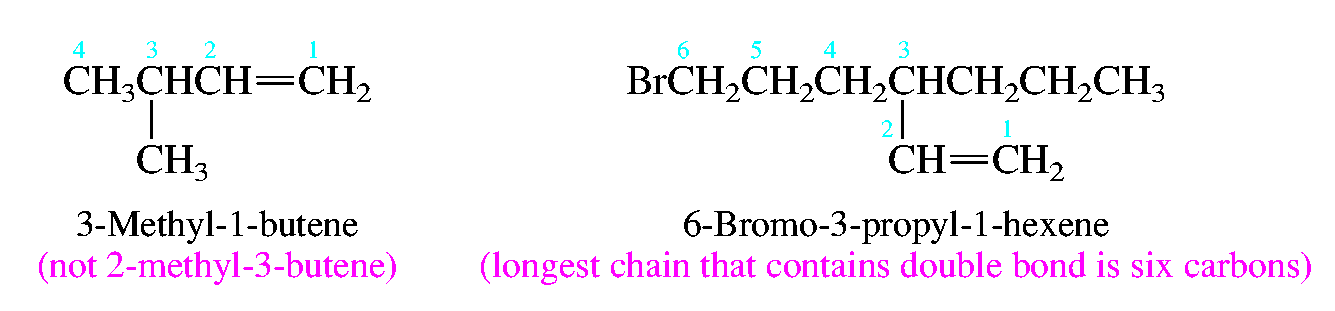 4 3 2 1
CH₃CHCH=CH₂
CH₃
3-Methyl-1-butene
(not 2-methyl-3-butene)
6 5 4 3
BrCH₂CH₂CH₂CHCH₂CH₂CH₃
2 1
CH=CH₂
6-Bromo-3-propyl-1-hexene
(longest chain that contains double bond is six carbons)